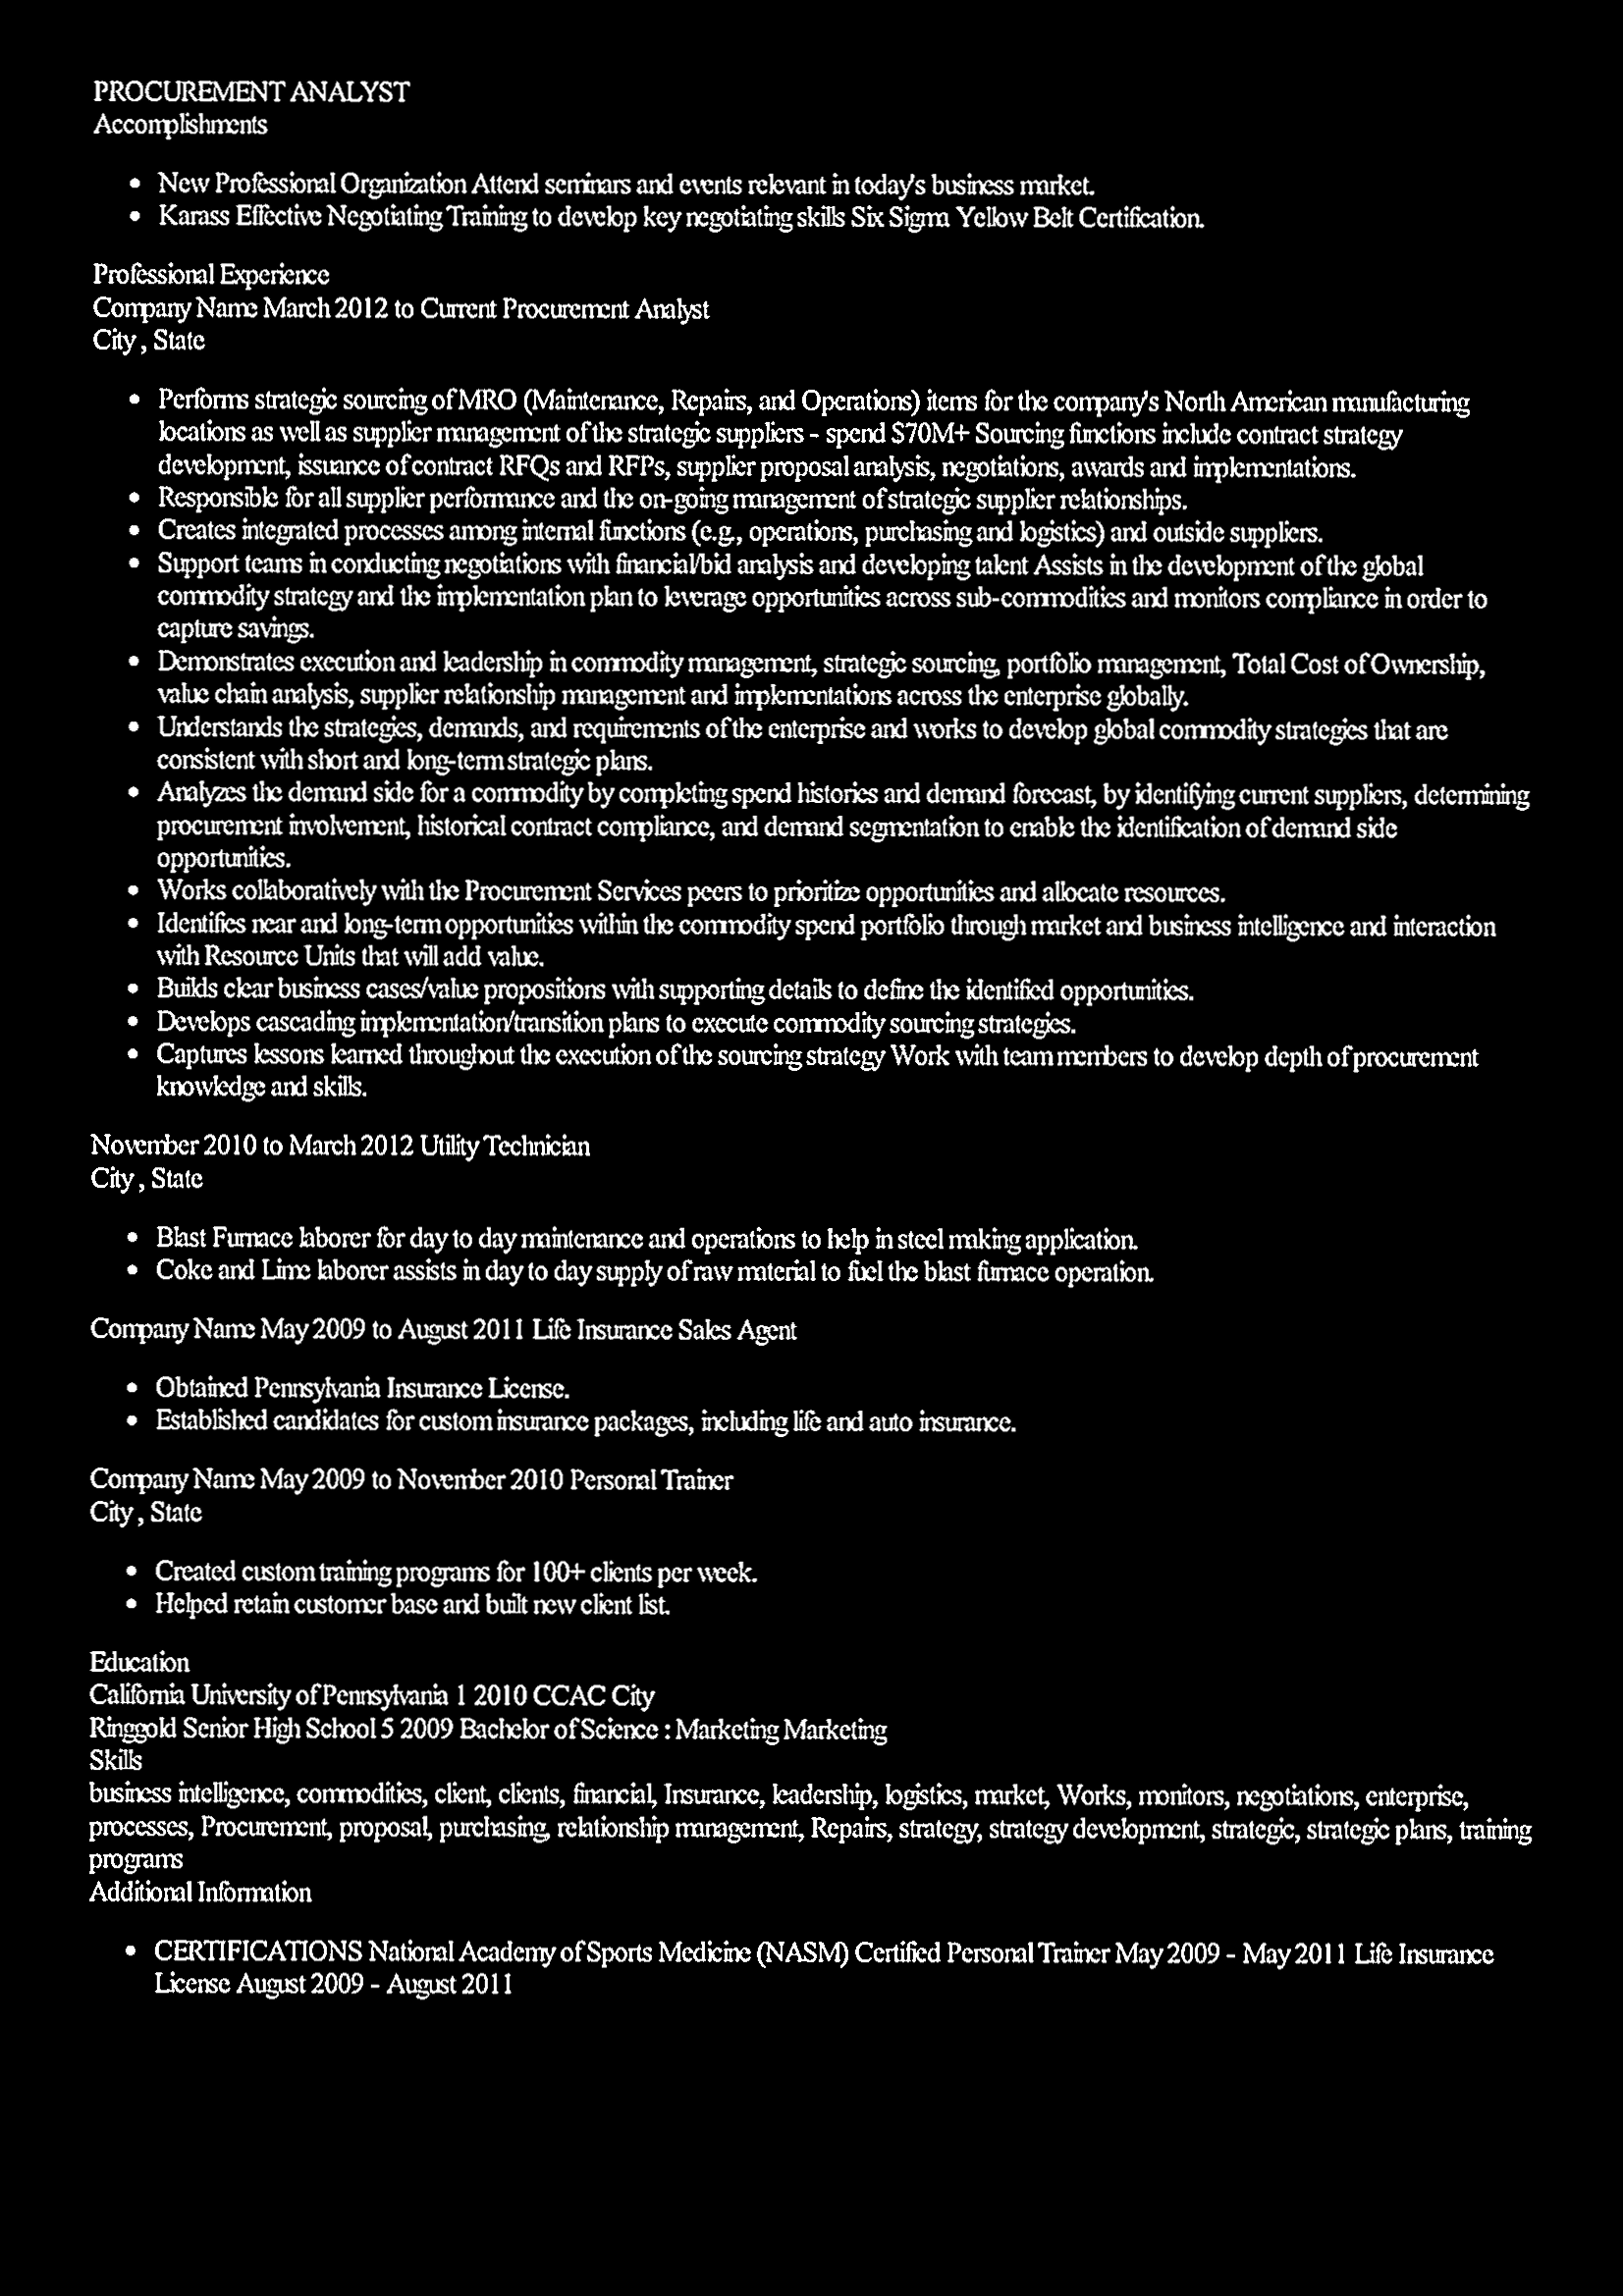 PROCUREMENT ANALYST
Accomplishments
• New Professional Organization Attend seminars and events relevant in today's business market.
• Karass Effective Negotiating Training to develop key negotiating skills Six Sigma Yellow Belt Certification.
Professional Experience
Company Name March 2012 to Current Procurement Analyst
City , State
• Performs strategic sourcing of MRO (Maintenance, Repairs, and Operations) items for the company's North American manufacturing
locations as well as supplier management of the strategic suppliers - spend $70M+ Sourcing functions include contract strategy
development, issuance of contract RFQs and RFPs, supplier proposal analysis, negotiations, awards and implementations.
• Responsible for all supplier performance and the on-going management of strategic supplier relationships.
• Creates integrated processes among internal functions (e.g., operations, purchasing and logistics) and outside suppliers.
• Support teams in conducting negotiations with financial/bid analysis and developing talent Assists in the development of the global
commodity strategy and the implementation plan to leverage opportunities across sub-commodities and monitors compliance in order to
capture savings.
• Demonstrates execution and leadership in commodity management, strategic sourcing, portfolio management, Total Cost of Ownership,
value chain analysis, supplier relationship management and implementations across the enterprise globally.
• Understands the strategies, demands, and requirements of the enterprise and works to develop global commodity strategies that are
consistent with short and long-term strategic plans.
• Analyzes the demand side for a commodity by completing spend histories and demand forecast, by identifying current suppliers, determining
procurement involvement, historical contract compliance, and demand segmentation to enable the identification of demand side
opportunities.
• Works collaboratively with the Procurement Services peers to prioritize opportunities and allocate resources.
• Identifies near and long-term opportunities within the commodity spend portfolio through market and business intelligence and interaction
with Resource Units that will add value.
• Builds clear business cases/value propositions with supporting details to define the identified opportunities.
• Develops cascading implementation/transition plans to execute commodity sourcing strategies.
• Captures lessons learned throughout the execution of the sourcing strategy Work with team members to develop depth of procurement
knowledge and skills.
November 2010 to March 2012 Utility Technician
City , State
• Blast Furnace laborer for day to day maintenance and operations to help in steel making application.
• Coke and Lime laborer assists in day to day supply of raw material to fuel the blast furnace operation.
Company Name May 2009 to August 2011 Life Insurance Sales Agent
• Obtained Pennsylvania Insurance License.
• Established candidates for custom insurance packages, including life and auto insurance.
Company Name May 2009 to November 2010 Personal Trainer
City , State
• Created custom training programs for 100+ clients per week.
• Helped retain customer base and built new client list.
Education
California University of Pennsylvania 1 2010 CCAC City
Ringgold Senior High School 5 2009 Bachelor of Science : Marketing Marketing
Skills
business intelligence, commodities, client, clients, financial, Insurance, leadership, logistics, market, Works, monitors, negotiations, enterprise,
processes, Procurement, proposal, purchasing, relationship management, Repairs, strategy, strategy development, strategic, strategic plans, training
programs
Additional Information
• CERTIFICATIONS National Academy of Sports Medicine (NASM) Certified Personal Trainer May 2009 - May 2011 Life Insurance
License August 2009 - August 2011